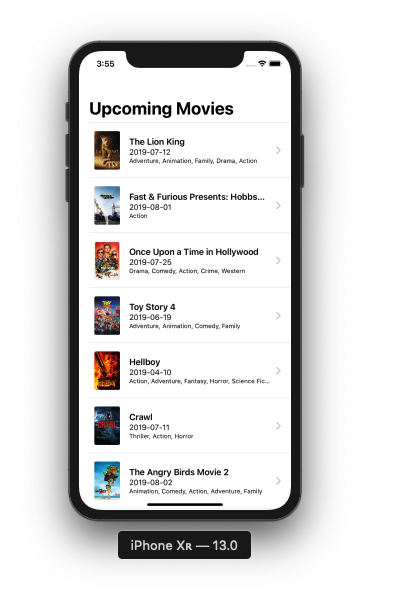 3:55
Upcoming Movies
The Lion King
2019-07-12
Adventure, Animation, Family, Drama, Action
Fast & Furious Presents: Hobbs...
2019-08-01
Action
Once Upon a Time in Hollywood
2019-07-25
Drama, Comedy, Action, Crime, Western
Toy Story 4
2019-06-19
Adventure, Animation, Comedy, Family
Hellboy
2019-04-10
Action, Adventure, Fantasy, Horror, Science Fic...
CRAWL
Crawl
2019-07-11
Thriller, Action, Horror
The Angry Birds Movie 2
2019-08-02
Animation, Comedy, Action, Adventure, Family
iPhone Xʀ — 13.0